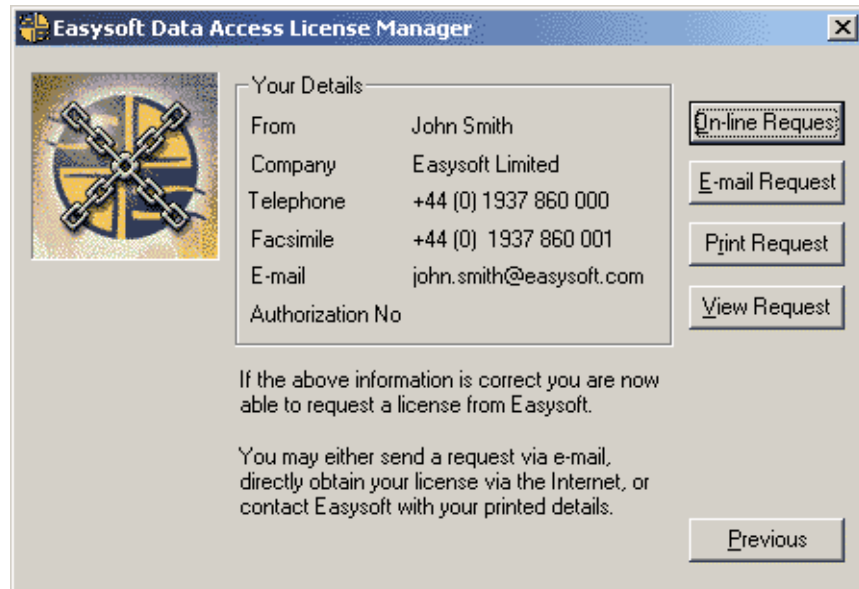 Easysoft Data Access License Manager
Your Details
From John Smith
Company Easysoft Limited
Telephone +44 (0) 1937 860 000
Facsimile +44 (0) 1937 860 001
E-mail john.smith@easysoft.com
Authorization No
On-line Reques
E-mail Request
Print Request
View Request
If the above information is correct you are now
able to request a license from Easysoft.
You may either send a request via e-mail,
directly obtain your license via the Internet, or
contact Easysoft with your printed details.
Previous